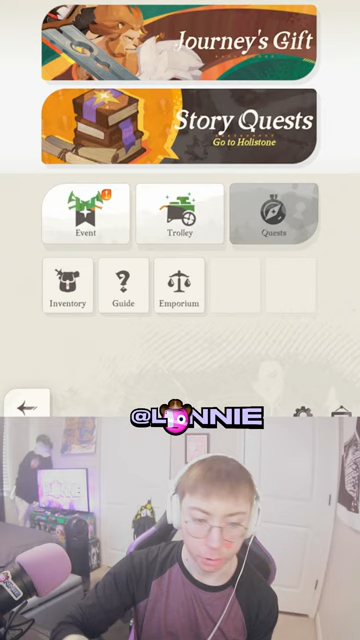 Journey's Gift
Story Quests
Go to Holistone
Event
Trolley
Quests
Inventory
Guide
Emporium
@LONNIE